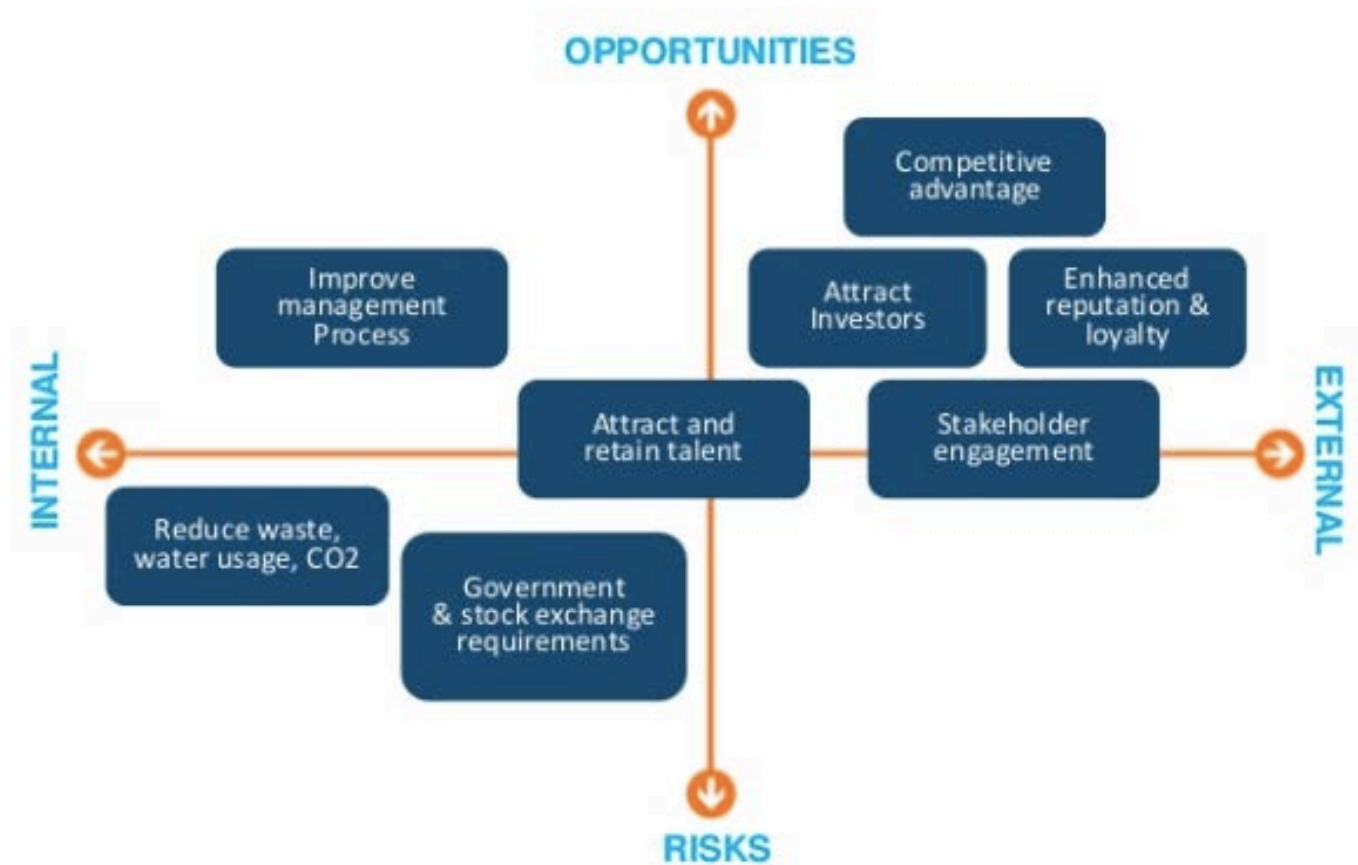 OPPORTUNITIES
Competitive
advantage
Improve
management
Process
Attract
Investors
Enhanced
reputation &
loyalty
INTERNAL
Attract and
retain talent
Stakeholder
engagement
EXTERNAL
Reduce waste,
water usage, CO2
Government
& stock exchange
requirements
RISKS